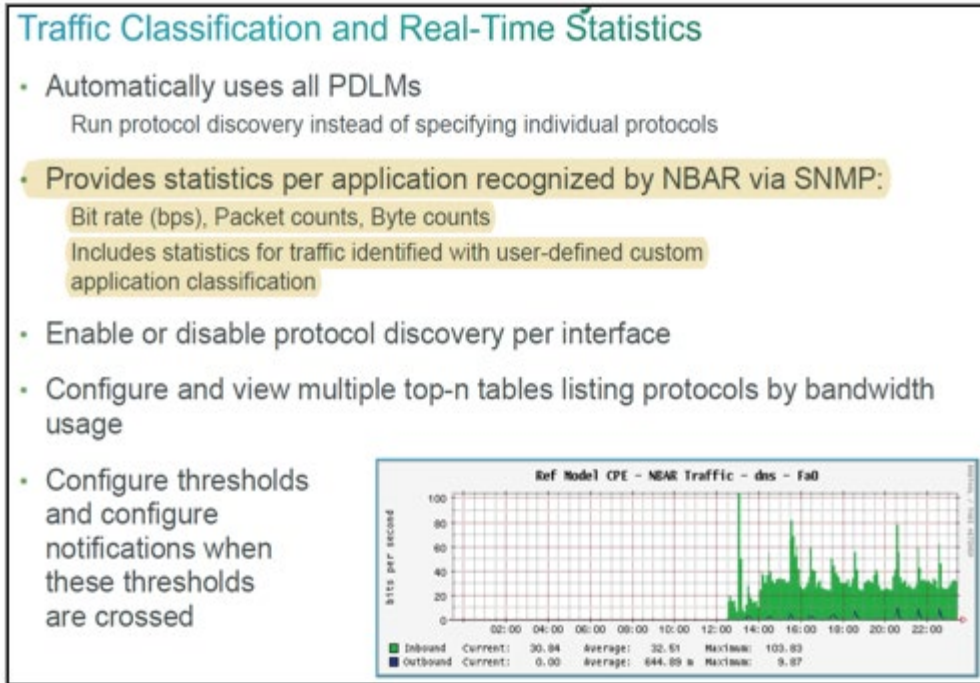 Traffic Classification and Real-Time Statistics
• Automatically uses all PDLMs
Run protocol discovery instead of specifying individual protocols
• Provides statistics per application recognized by NBAR via SNMP:
Bit rate (bps), Packet counts, Byte counts
Includes statistics for traffic identified with user-defined custom
application classification
• Enable or disable protocol discovery per interface
• Configure and view multiple top-n tables listing protocols by bandwidth
usage
• Configure thresholds
and configure
notifications when
these thresholds
are crossed
Ref Model CPE - NBAR Traffic - dns - Fa0
bits per second
100
80
60
40
20
0
02:00 04:00 06:00 08:00 10:00 12:00 14:00 16:00 18:00 20:00 22:00
Inbound Current: 30.84 Average: 32.51 Maximum: 103.83
Outbound Current: 0.00 Average: 644.89 m Maximum: 9.87